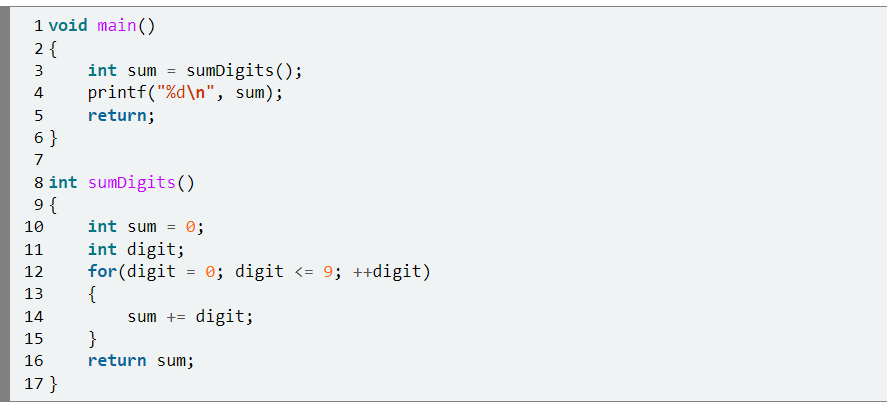 1 void main()
2 {
3     int sum = sumDigits();
4     printf("%d\n", sum);
5     return;
6 }
7
8 int sumDigits()
9 {
10     int sum = 0;
11     int digit;
12     for(digit = 0; digit <= 9; ++digit)
13     {
14         sum += digit;
15     }
16     return sum;
17 }